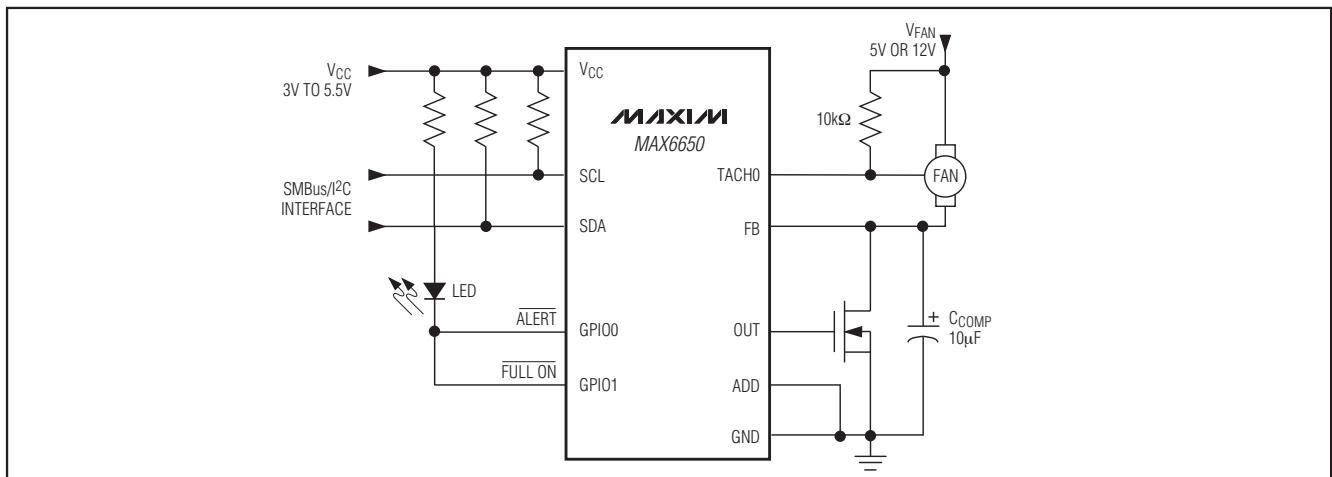 VCC
3V TO 5.5V
SMBus/I2C
INTERFACE
LED
ALERT
FULL ON
VCC
SCL
SDA
GPIO0
GPIO1
MAXIM
MAX6650
TACH0
FB
OUT
ADD
GND
VFAN
5V OR 12V
10kΩ
FAN
+
CCOMP
10μF